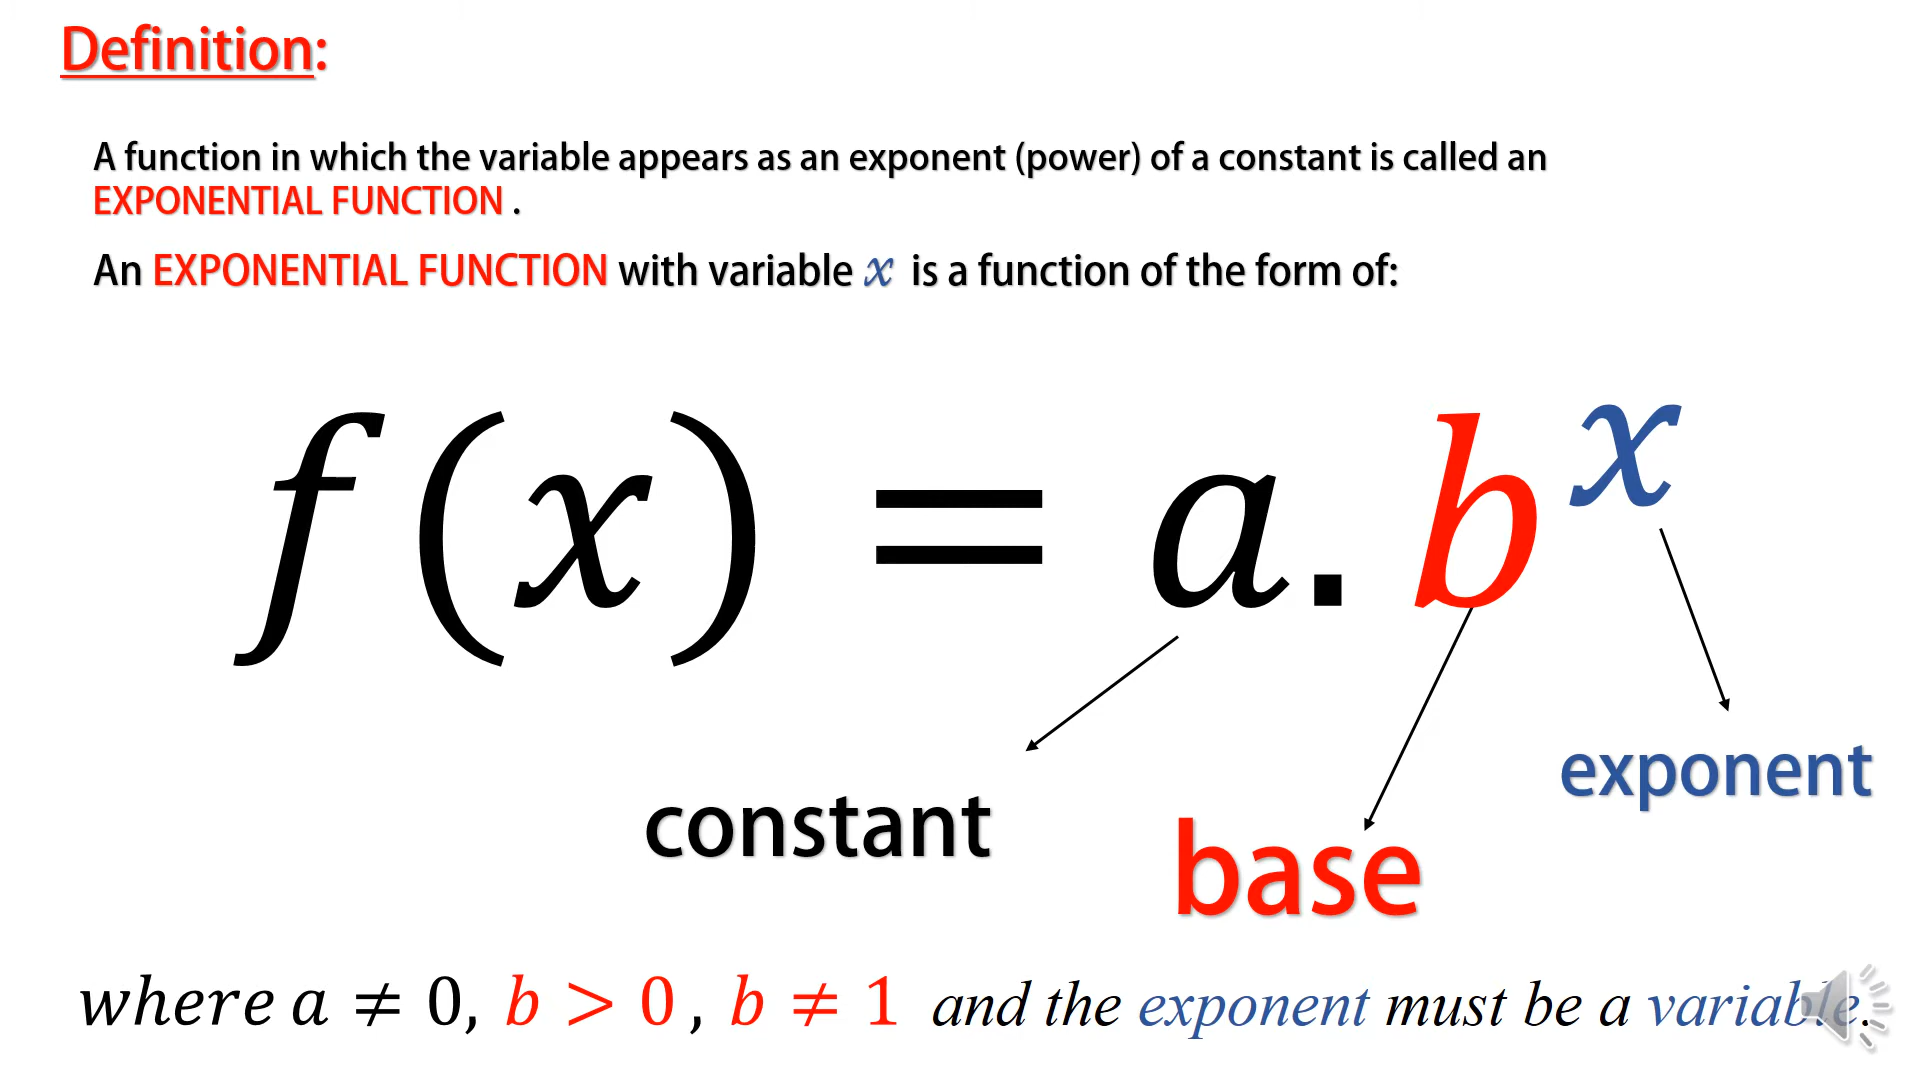 Definition:
A function in which the variable appears as an exponent (power) of a constant is called an
EXPONENTIAL FUNCTION .
An EXPONENTIAL FUNCTION with variable x is a function of the form of:
f(x) = a. b^x
exponent
constant
base
where a ≠ 0, b > 0 , b ≠ 1 and the exponent must be a variable.